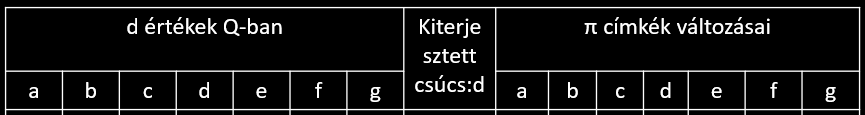 d értékek Q-ban Kiterje π címkék változásai
sztett
a b c d e f g csúcs:d a b c d e f g